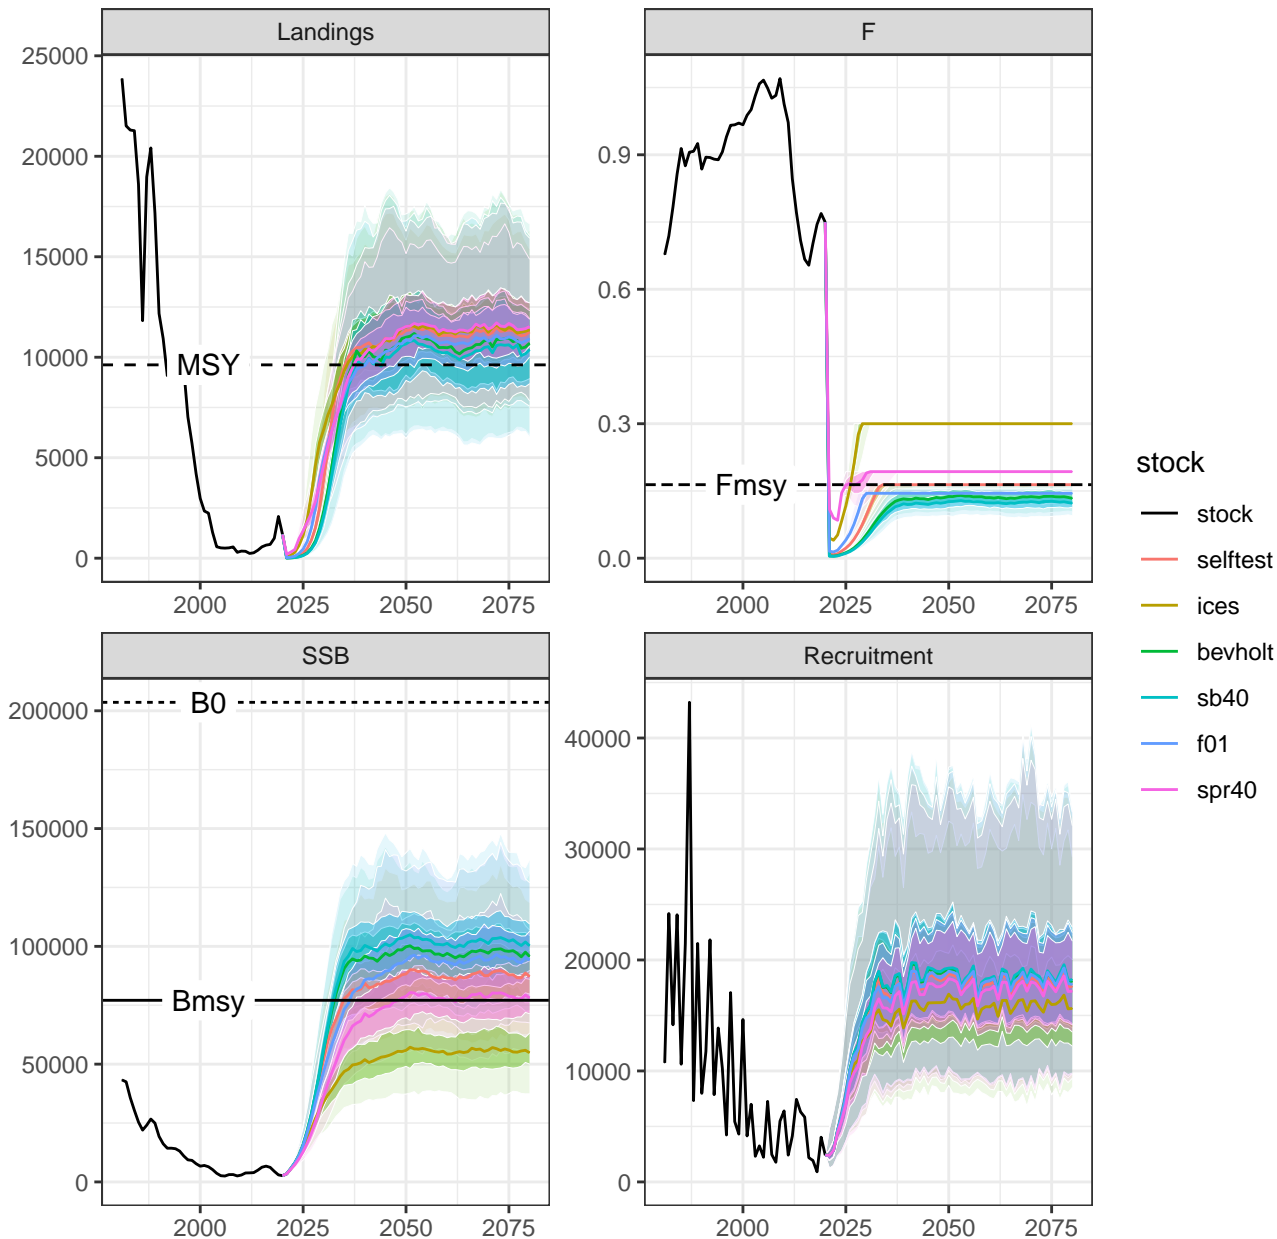 Landings
F
25000
20000
15000
10000
5000
0
MSY
2000
2025
2050
2075
0.9
0.6
0.3
0.0
Fmsy
2000
2025
2050
2075
SSB
Recruitment
200000
150000
100000
50000
0
B0
Bmsy
2000
2025
2050
2075
40000
30000
20000
10000
0
2000
2025
2050
2075
stock
stock
selftest
ices
bevholt
sb40
f01
spr40